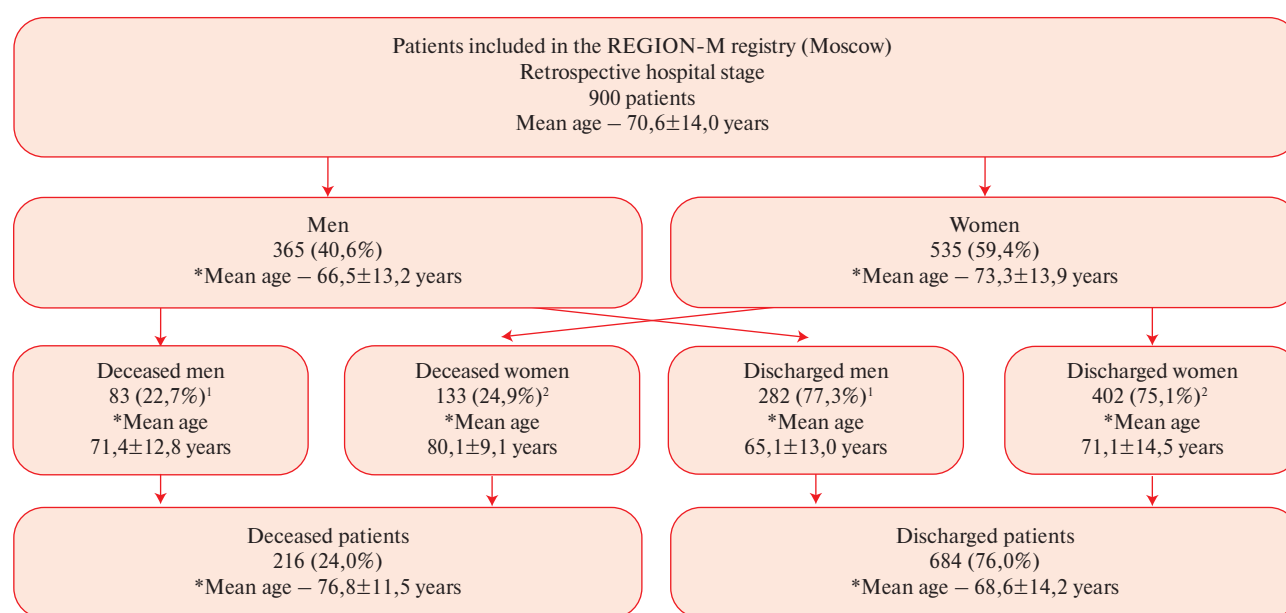 Patients included in the REGION-M registry (Moscow)
Retrospective hospital stage
900 patients
Mean age – 70,6±14,0 years
Men
365 (40,6%)
*Mean age – 66,5±13,2 years
Women
535 (59,4%)
*Mean age – 73,3±13,9 years
Deceased men
83 (22,7%)¹
*Mean age
71,4±12,8 years
Deceased women
133 (24,9%)²
*Mean age
80,1±9,1 years
Discharged men
282 (77,3%)¹
*Mean age
65,1±13,0 years
Discharged women
402 (75,1%)²
*Mean age
71,1±14,5 years
Deceased patients
216 (24,0%)
*Mean age – 76,8±11,5 years
Discharged patients
684 (76,0%)
*Mean age – 68,6±14,2 years